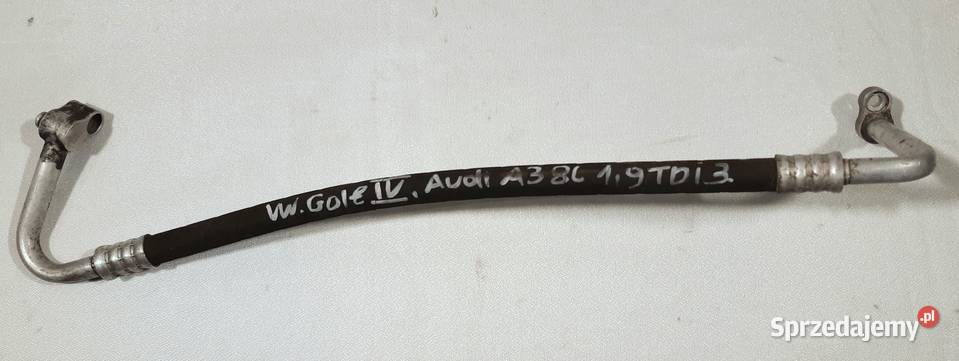 VW. Golf IV. Audi A3 8L 1,9TDi 3
Sprzedajemy.pl